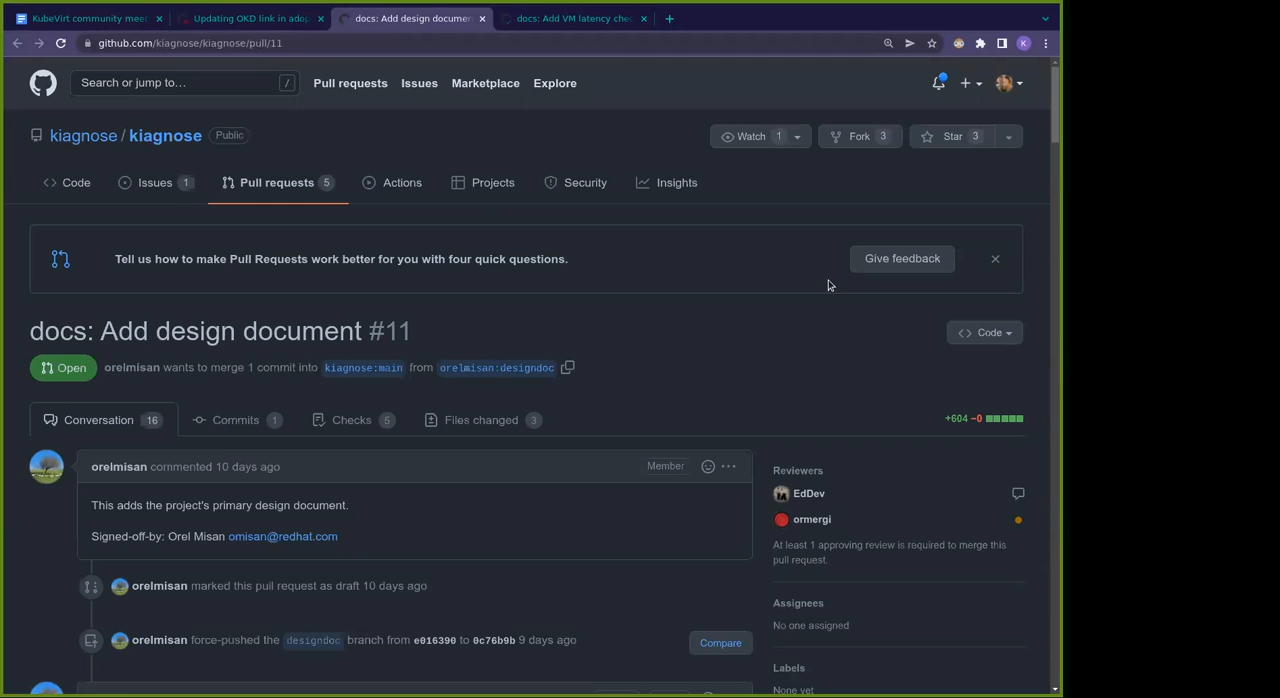 KubeVirt community meet
Updating OKD link in adop
docs: Add design documen
docs: Add VM latency chec
github.com/kiagnose/kiagnose/pull/11
K
Search or jump to…
/
Pull requests
Issues
Marketplace
Explore
kiagnose / kiagnose
Public
Watch 1
Fork 3
Star 3
Code
Issues 1
Pull requests 5
Actions
Projects
Security
Insights
Tell us how to make Pull Requests work better for you with four quick questions.
Give feedback
docs: Add design document #11
Code
Open
orelmisan wants to merge 1 commit into kiagnose:main from orelmisan:designdoc
Conversation 16
Commits 1
Checks 5
Files changed 3
+604 −0
orelmisan commented 10 days ago
Member
This adds the project's primary design document.
Signed-off-by: Orel Misan omisan@redhat.com
orelmisan marked this pull request as draft 10 days ago
orelmisan force-pushed the designdoc branch from e016390 to 0c76b9b 9 days ago
Compare
Reviewers
EdDev
ormergi
At least 1 approving review is required to merge this
pull request.
Assignees
No one assigned
Labels
None yet